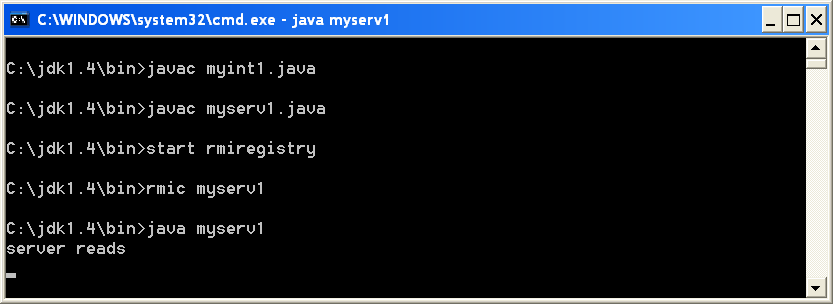 C:\WINDOWS\system32\cmd.exe - java myserv1
C:\jdk1.4\bin>javac myint1.java
C:\jdk1.4\bin>javac myserv1.java
C:\jdk1.4\bin>start rmiregistry
C:\jdk1.4\bin>rmic myserv1
C:\jdk1.4\bin>java myserv1
server reads